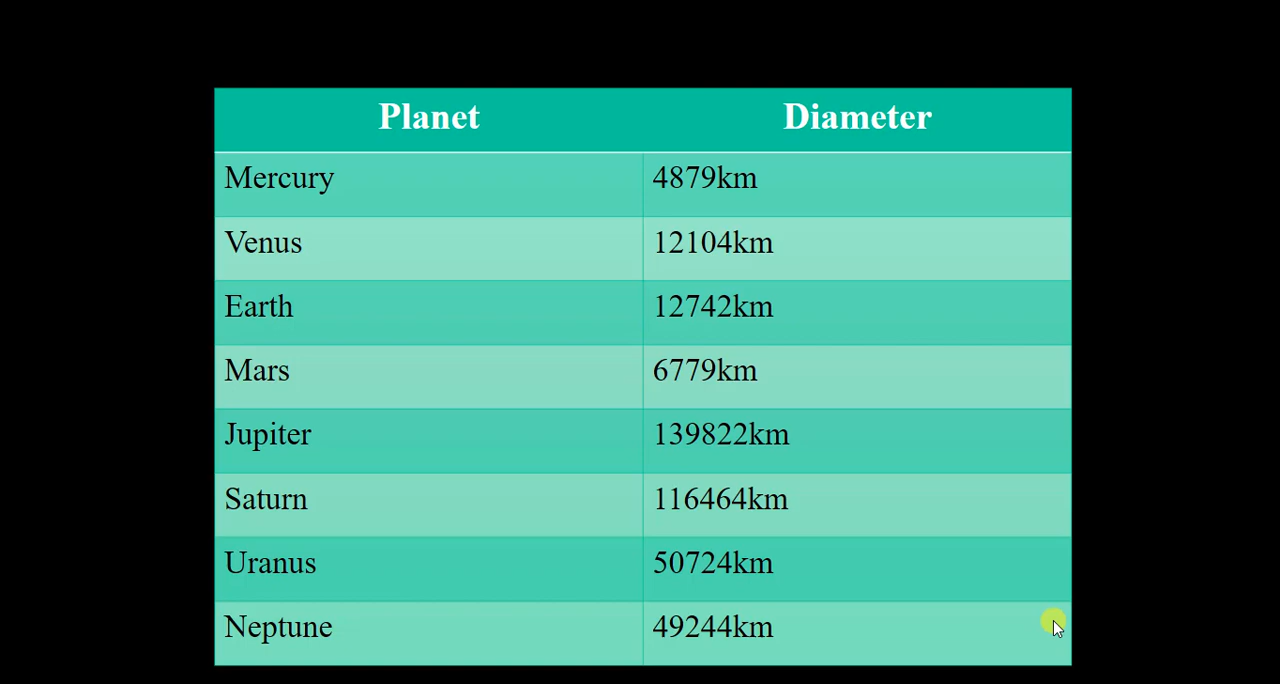 Planet Diameter
Mercury 4879km
Venus 12104km
Earth 12742km
Mars 6779km
Jupiter 139822km
Saturn 116464km
Uranus 50724km
Neptune 49244km